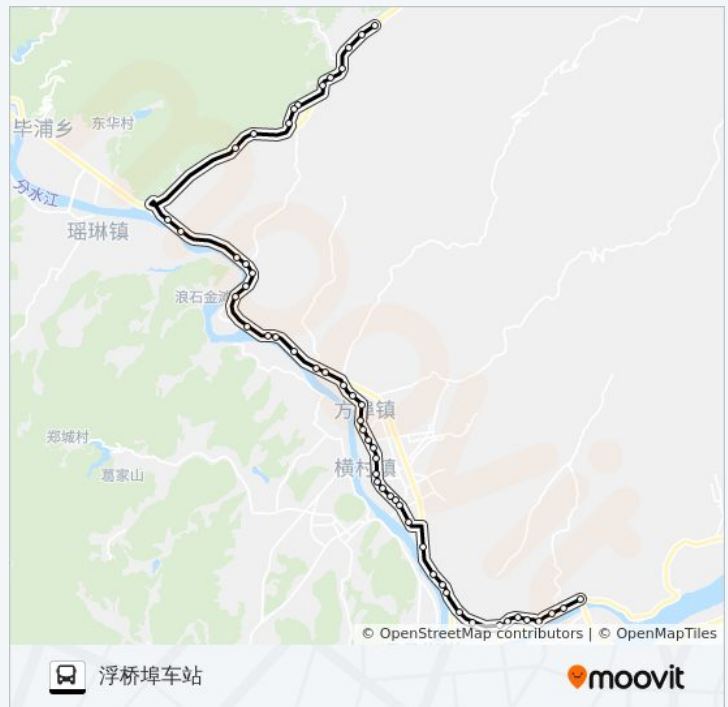 东华村
毕浦乡
分水江
瑶琳镇
浪石金滩
方埠镇
郑城村
横村镇
葛家山
© OpenStreetMap contributors | © OpenMapTiles
浮桥埠车站
moovit